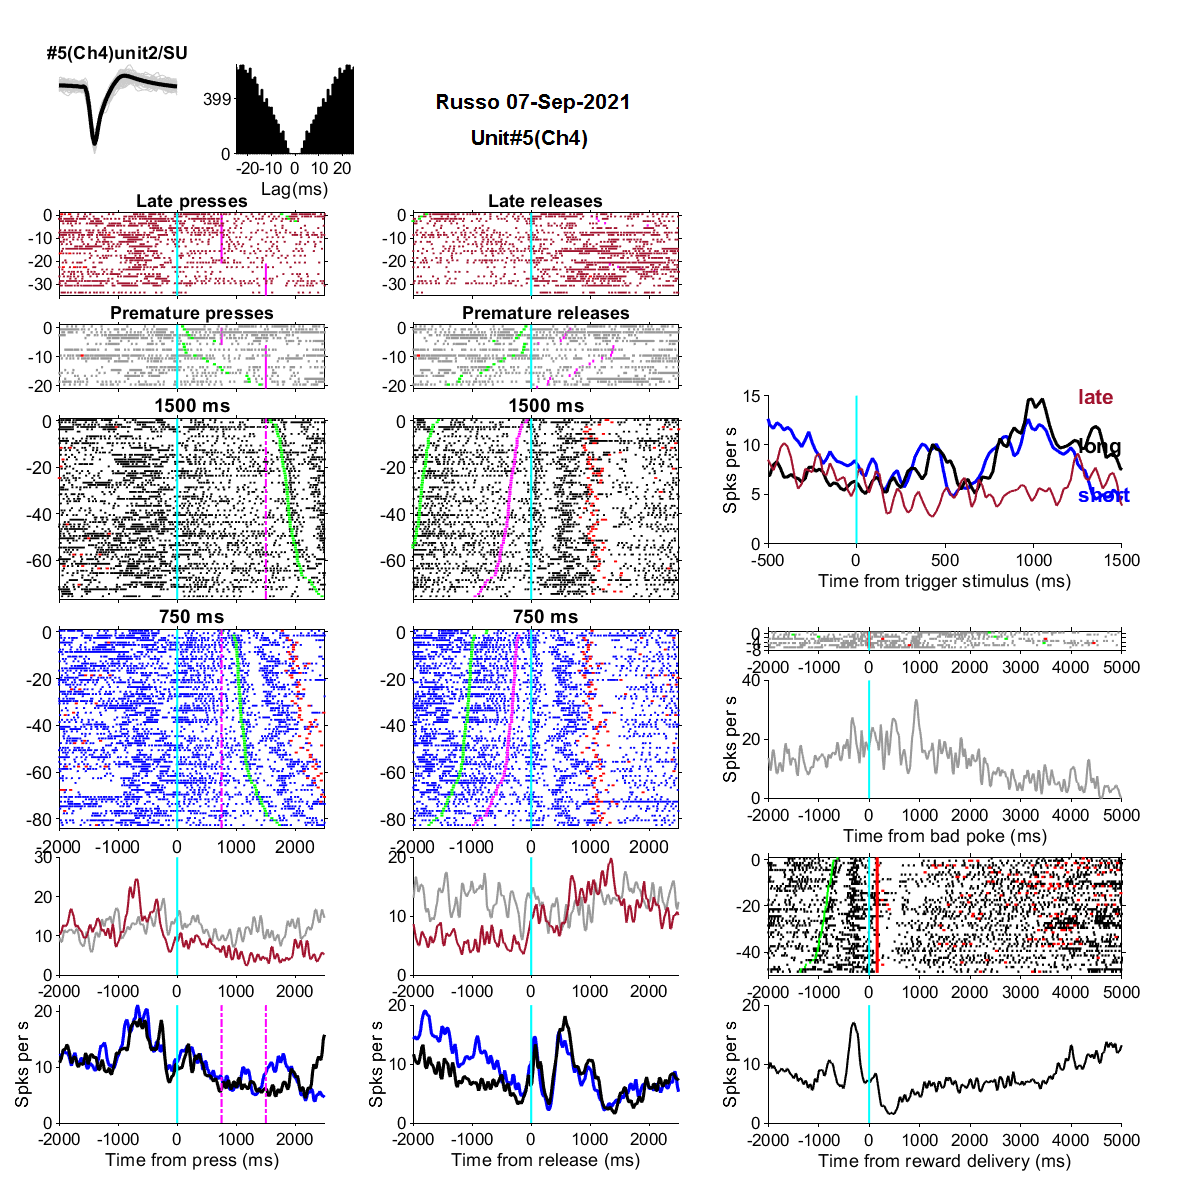 #5(Ch4)unit2/SU
399
0
-20 -10 0 10 20
Lag(ms)
Russo 07-Sep-2021
Unit#5(Ch4)
Late presses
0
-10
-20
-30
Late releases
0
-10
-20
-30
Premature presses
0
-10
-20
Premature releases
0
-10
-20
1500 ms
0
-20
-40
-60
1500 ms
0
-20
-40
-60
750 ms
0
-20
-40
-60
-80
-2000 -1000 0 1000 2000
750 ms
0
-20
-40
-60
-80
-2000 -1000 0 1000 2000
30
20
10
0
-2000 -1000 0 1000 2000
20
10
0
-2000 -1000 0 1000 2000
Spks per s
20
10
0
-2000 -1000 0 1000 2000
Time from press (ms)
Spks per s
20
10
0
-2000 -1000 0 1000 2000
Time from release (ms)
Spks per s
15
10
5
0
late
long
short
-500 0 500 1000 1500
Time from trigger stimulus (ms)
0
-2000 -1000 0 1000 2000 3000 4000 5000
Spks per s
40
20
0
-2000 -1000 0 1000 2000 3000 4000 5000
Time from bad poke (ms)
0
-20
-40
-2000 -1000 0 1000 2000 3000 4000 5000
Spks per s
20
10
0
-2000 -1000 0 1000 2000 3000 4000 5000
Time from reward delivery (ms)